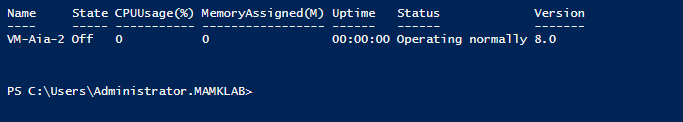 Name State CPUUsage(%) MemoryAssigned(M) Uptime Status Version
---- ----- ----------- ----------------- ------ ------ -------
VM-Aia-2 Off 0 0 00:00:00 Operating normally 8.0
PS C:\Users\Administrator.MAMKLAB>